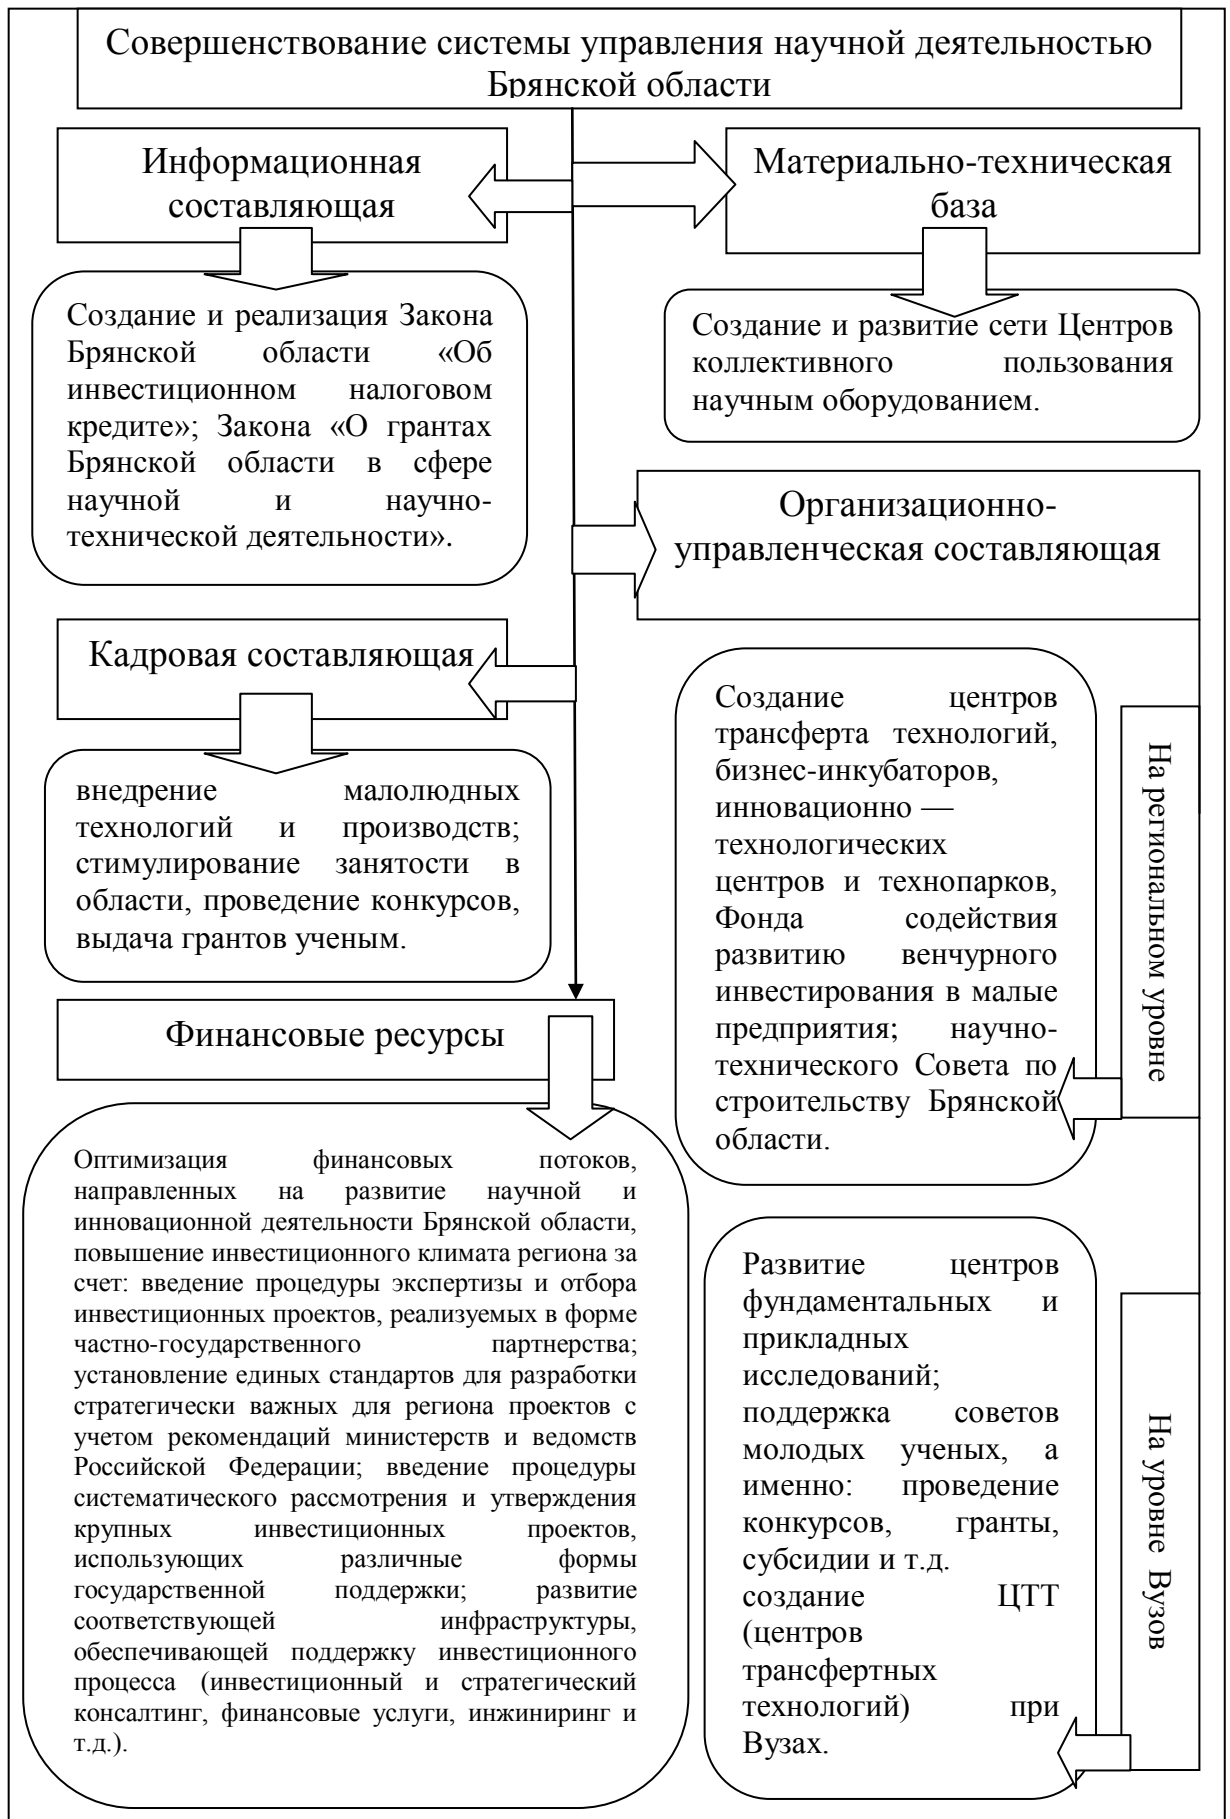 Совершенствование системы управления научной деятельностью
Брянской области
Информационная
составляющая
Материально-техническая
база
Создание и реализация Закона
Брянской области «Об
инвестиционном налоговом
кредите»; Закона «О грантах
Брянской области в сфере
научной и научно-
технической деятельности».
Создание и развитие сети Центров
коллективного пользования
научным оборудованием.
Организационно-
управленческая составляющая
Кадровая составляющая
внедрение малолюдных
технологий и производств;
стимулирование занятости в
области, проведение конкурсов,
выдача грантов ученым.
Создание центров
трансферта технологий,
бизнес-инкубаторов,
инновационно —
технологических
центров и технопарков,
Фонда содействия
развитию венчурного
инвестирования в малые
предприятия; научно-
технического Совета по
строительству Брянской
области.
На региональном уровне
Финансовые ресурсы
Оптимизация финансовых потоков,
направленных на развитие научной и
инновационной деятельности Брянской области,
повышение инвестиционного климата региона за
счет: введение процедуры экспертизы и отбора
инвестиционных проектов, реализуемых в форме
частно-государственного партнерства;
установление единых стандартов для разработки
стратегически важных для региона проектов с
учетом рекомендаций министерств и ведомств
Российской Федерации; введение процедуры
систематического рассмотрения и утверждения
крупных инвестиционных проектов,
использующих различные формы
государственной поддержки; развитие
соответствующей инфраструктуры,
обеспечивающей поддержку инвестиционного
процесса (инвестиционный и стратегический
консалтинг, финансовые услуги, инжиниринг и
т.д.).
Развитие центров
фундаментальных и
прикладных
исследований;
поддержка советов
молодых ученых, а
именно: проведение
конкурсов, гранты,
субсидии и т.д.
создание ЦТТ
(центров
трансфертных
технологий) при
Вузах.
На уровне Вузов